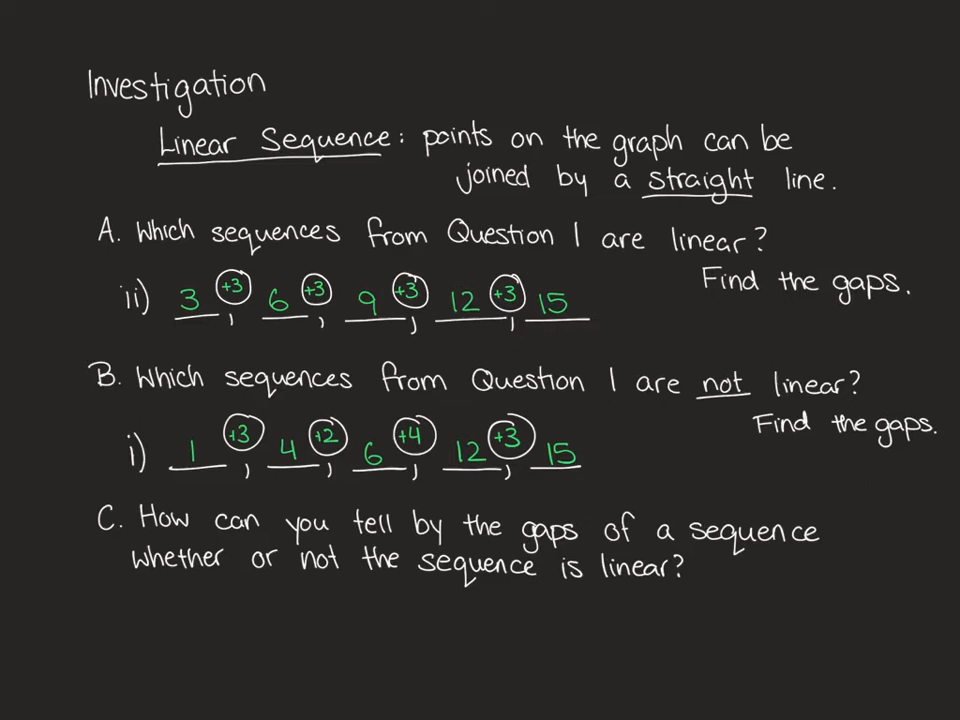 Investigation
Linear Sequence: points on the graph can be
joined by a straight line.
A. Which sequences from Question 1 are linear?
Find the gaps.
ii) 3 +3, 6 +3, 9 +3, 12 +3, 15
B. Which sequences from Question 1 are not linear?
Find the gaps.
i) 1 +3, 4 +2, 6 +4, 12 +3, 15
C. How can you tell by the gaps of a sequence
whether or not the sequence is linear?